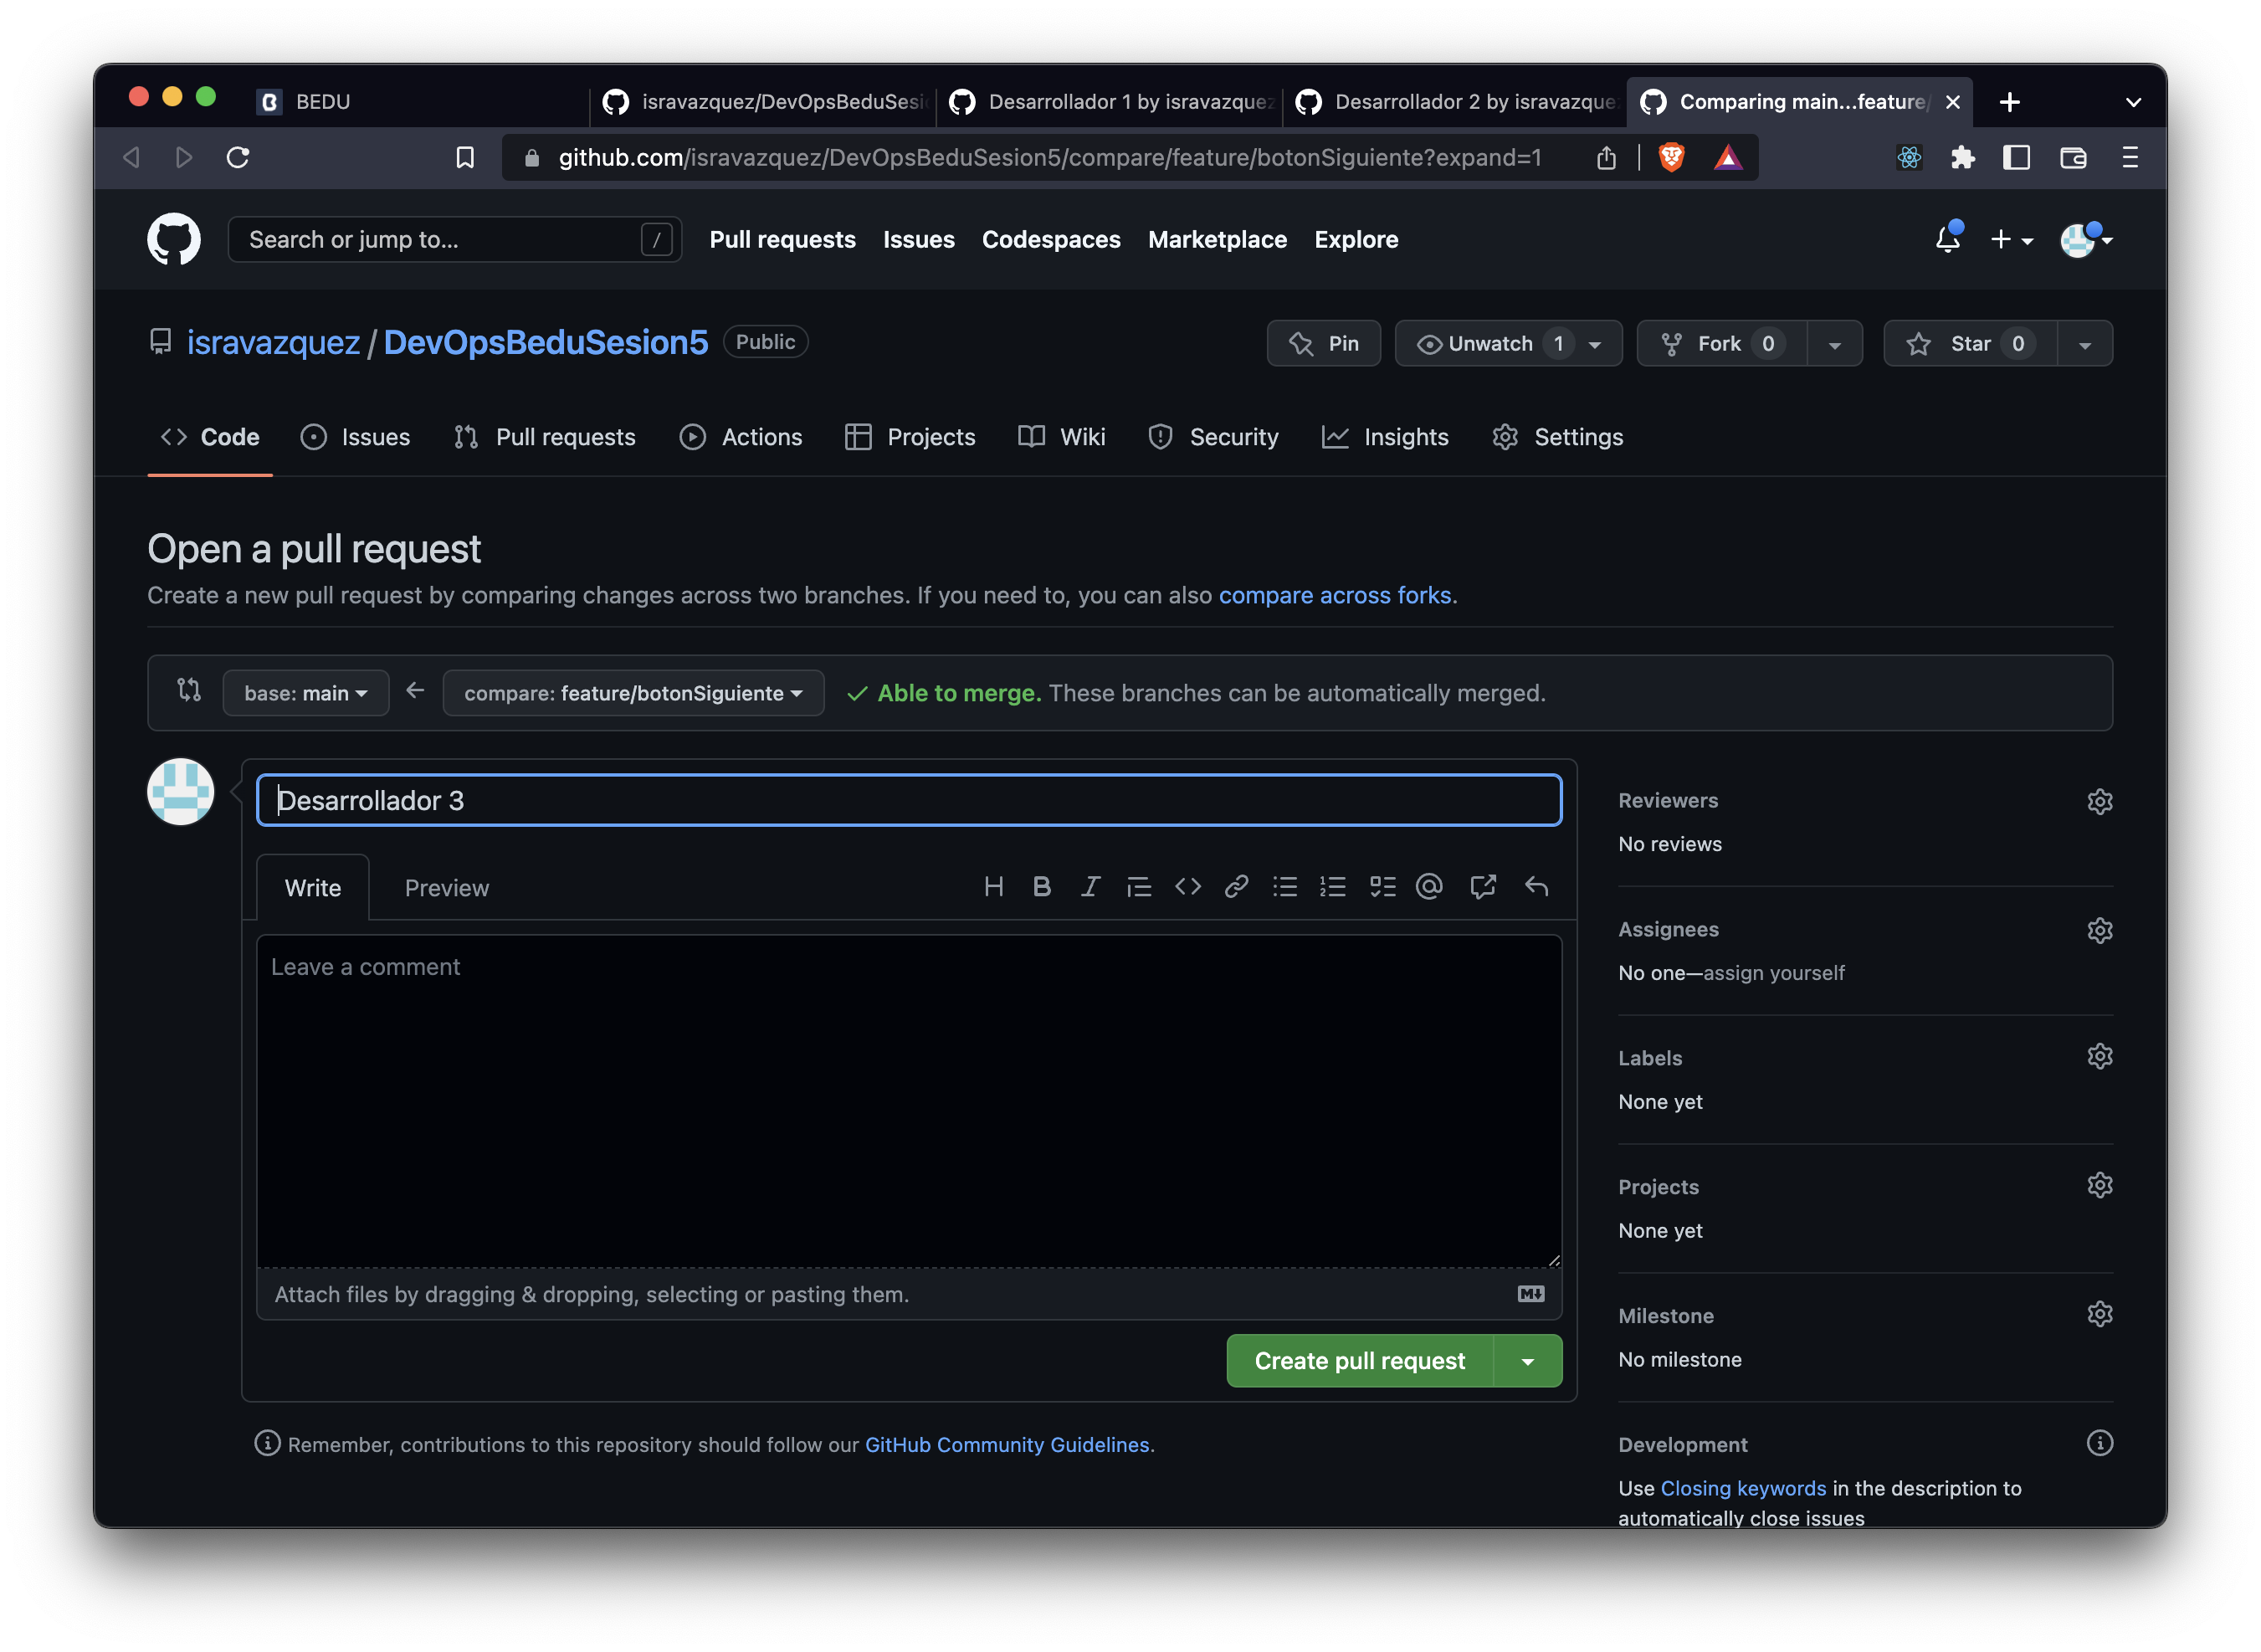 BEDU
isravazquez/DevOpsBeduSesi
Desarrollador 1 by isravazquez
Desarrollador 2 by isravazque
Comparing main...feature/
github.com/isravazquez/DevOpsBeduSesion5/compare/feature/botonSiguiente?expand=1
Search or jump to... /
Pull requests Issues Codespaces Marketplace Explore
isravazquez / DevOpsBeduSesion5 Public
Pin Unwatch 1 Fork 0 Star 0
Code Issues Pull requests Actions Projects Wiki Security Insights Settings
Open a pull request
Create a new pull request by comparing changes across two branches. If you need to, you can also compare across forks.
base: main compare: feature/botonSiguiente Able to merge. These branches can be automatically merged.
Desarrollador 3
Write Preview
Leave a comment
Attach files by dragging & dropping, selecting or pasting them.
Create pull request
Remember, contributions to this repository should follow our GitHub Community Guidelines.
Reviewers
No reviews
Assignees
No one—assign yourself
Labels
None yet
Projects
None yet
Milestone
No milestone
Development
Use Closing keywords in the description to
automatically close issues